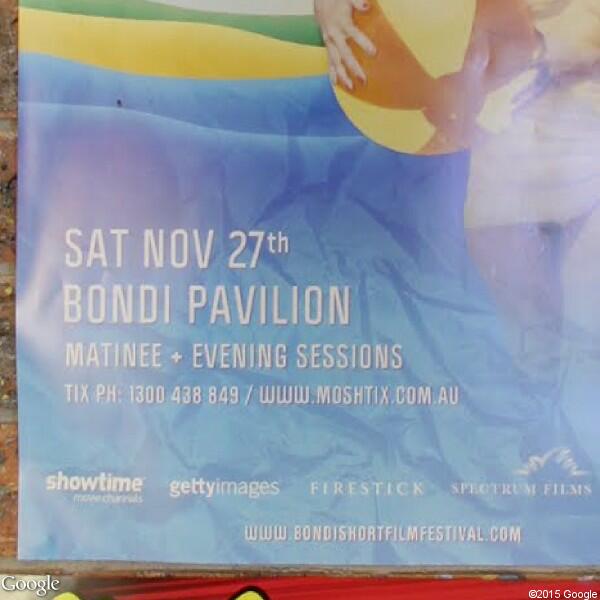 SAT NOV 27th
BONDI PAVILION
MATINEE + EVENING SESSIONS
TIX PH: 1300 438 849 / WWW.MOSHTIX.COM.AU
showtime
movie channels
gettyimages
FIRESTICK
SPECTRUM FILMS
WWW.BONDISHORTFILMFESTIVAL.COM
Google
©2015 Google